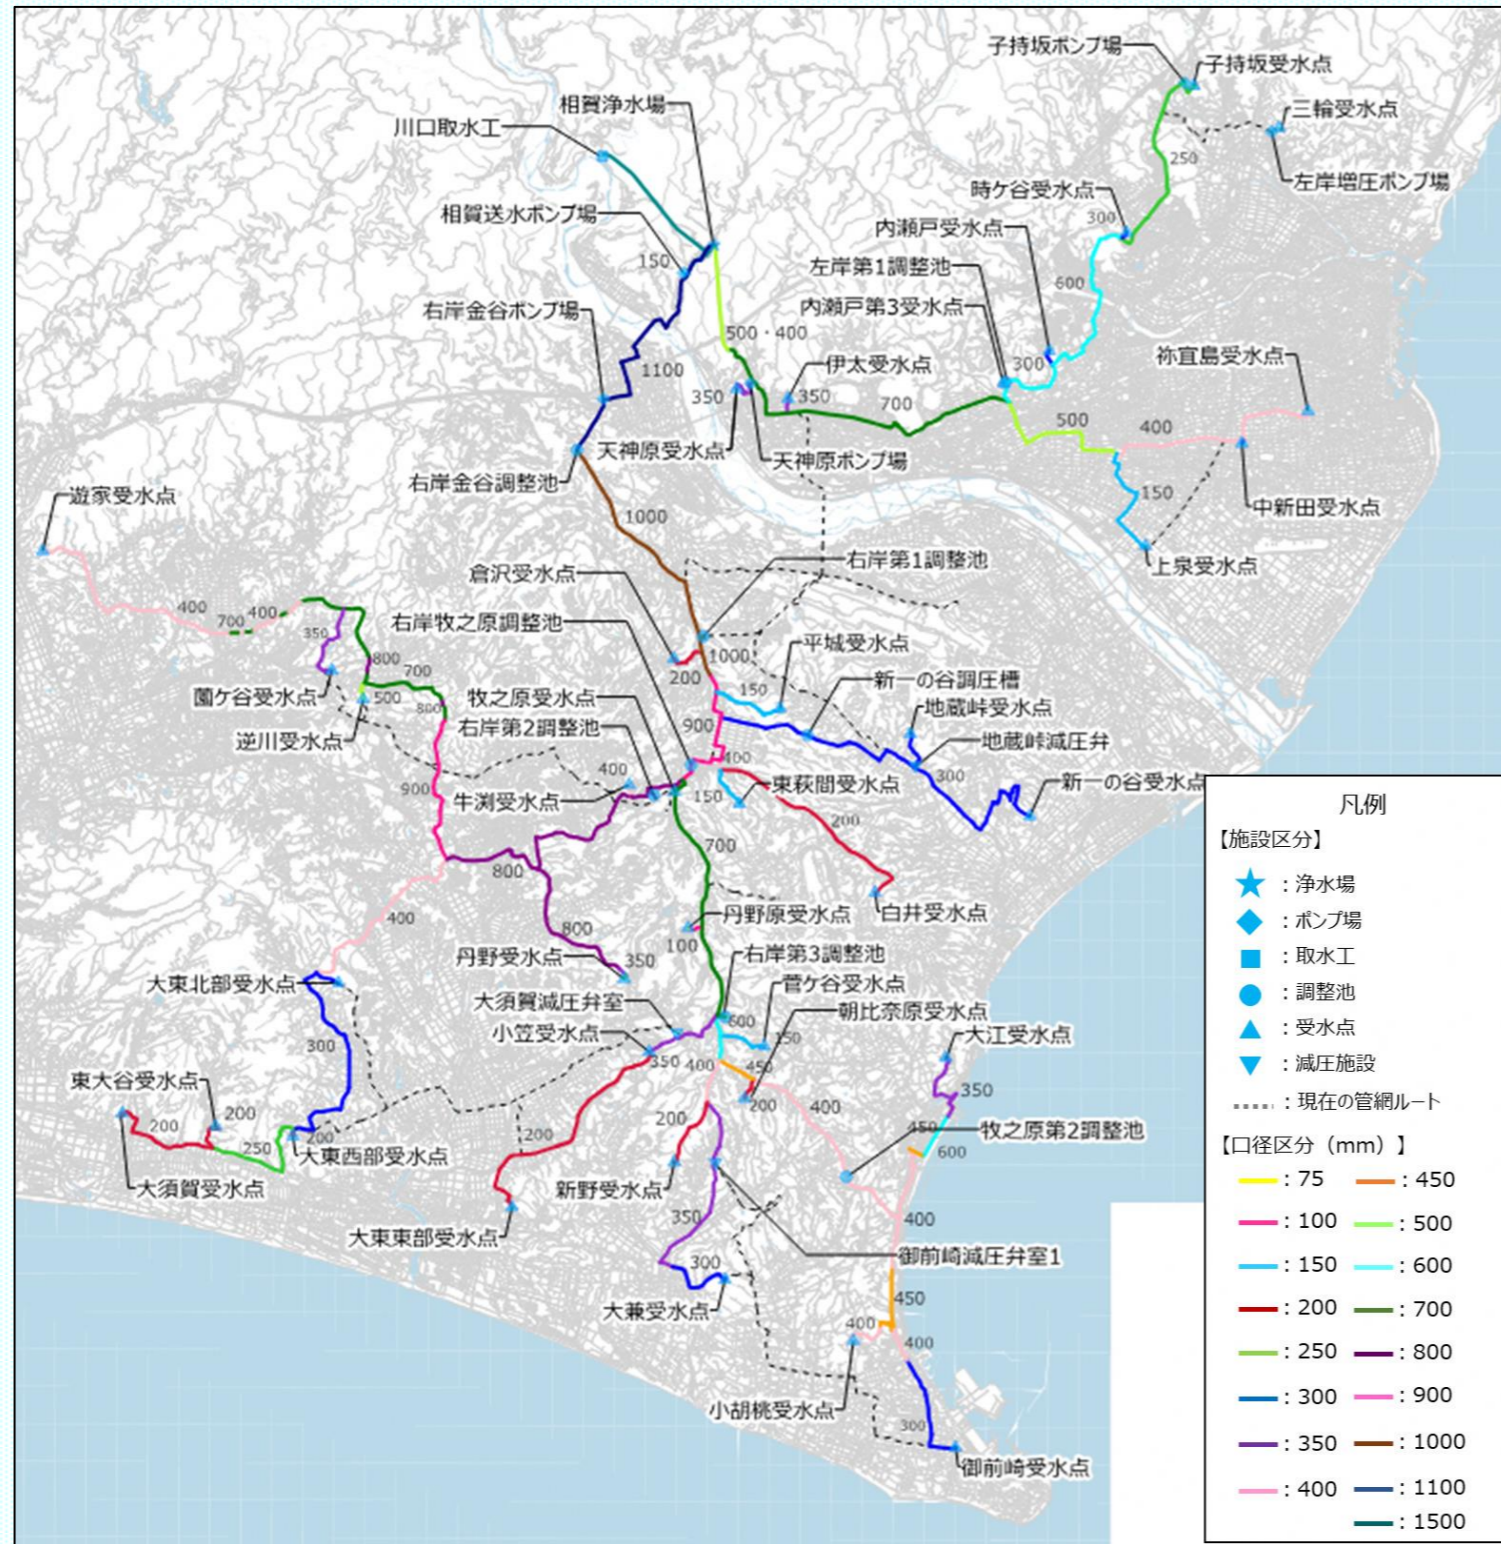 子持坂ポンプ場
子持坂受水点
相賀浄水場
三輪受水点
川口取水工
250
左岸増圧ポンプ場
時ケ谷受水点
相賀送水ポンプ場
300
内瀬戸受水点
150
左岸第1調整池
600
右岸金谷ポンプ場
内瀬戸第3受水点
500・400
祢宜島受水点
1100
伊太受水点
300
350
350
700
500
400
天神原受水点
天神原ポンプ場
右岸金谷調整池
遊家受水点
150
中新田受水点
1000
右岸第1調整池
上泉受水点
倉沢受水点
400
400
700
350
右岸牧之原調整池
平城受水点
800
1000
700
200
150
新一の谷調圧槽
薗ケ谷受水点
500
牧之原受水点
地蔵峠受水点
800
900
逆川受水点
右岸第2調整池
地蔵峠減圧弁
400
400
300
新一の谷受水点
900
牛渕受水点
150
東萩間受水点
200
700
800
白井受水点
400
丹野原受水点
800
100
丹野受水点
350
右岸第3調整池
大東北部受水点
大須賀減圧弁室
菅ケ谷受水点
600
朝比奈原受水点
小笠受水点
150
大江受水点
300
350
400
450
東大谷受水点
350
200
200
400
200
450
牧之原第2調整池
200
200
250
200
600
大東西部受水点
大須賀受水点
新野受水点
350
400
大東東部受水点
御前崎減圧弁室1
300
大兼受水点
450
400
400
小胡桃受水点
300
御前崎受水点
凡例
【施設区分】
：浄水場
：ポンプ場
：取水工
：調整池
：受水点
：減圧施設
：現在の管網ルート
【口径区分（mm）】
：75
：450
：100
：500
：150
：600
：200
：700
：250
：800
：300
：900
：350
：1000
：400
：1100
：1500